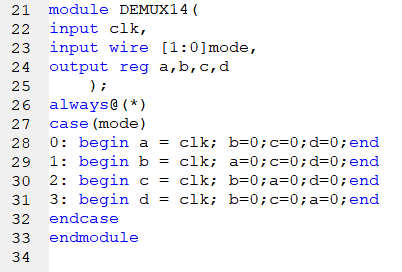 21 module DEMUX14(
22 input clk,
23 input wire [1:0]mode,
24 output reg a,b,c,d
25     );
26 always@(*)
27 case(mode)
28 0: begin a = clk; b=0;c=0;d=0;end
29 1: begin b = clk; a=0;c=0;d=0;end
30 2: begin c = clk; b=0;a=0;d=0;end
31 3: begin d = clk; b=0;c=0;a=0;end
32 endcase
33 endmodule
34